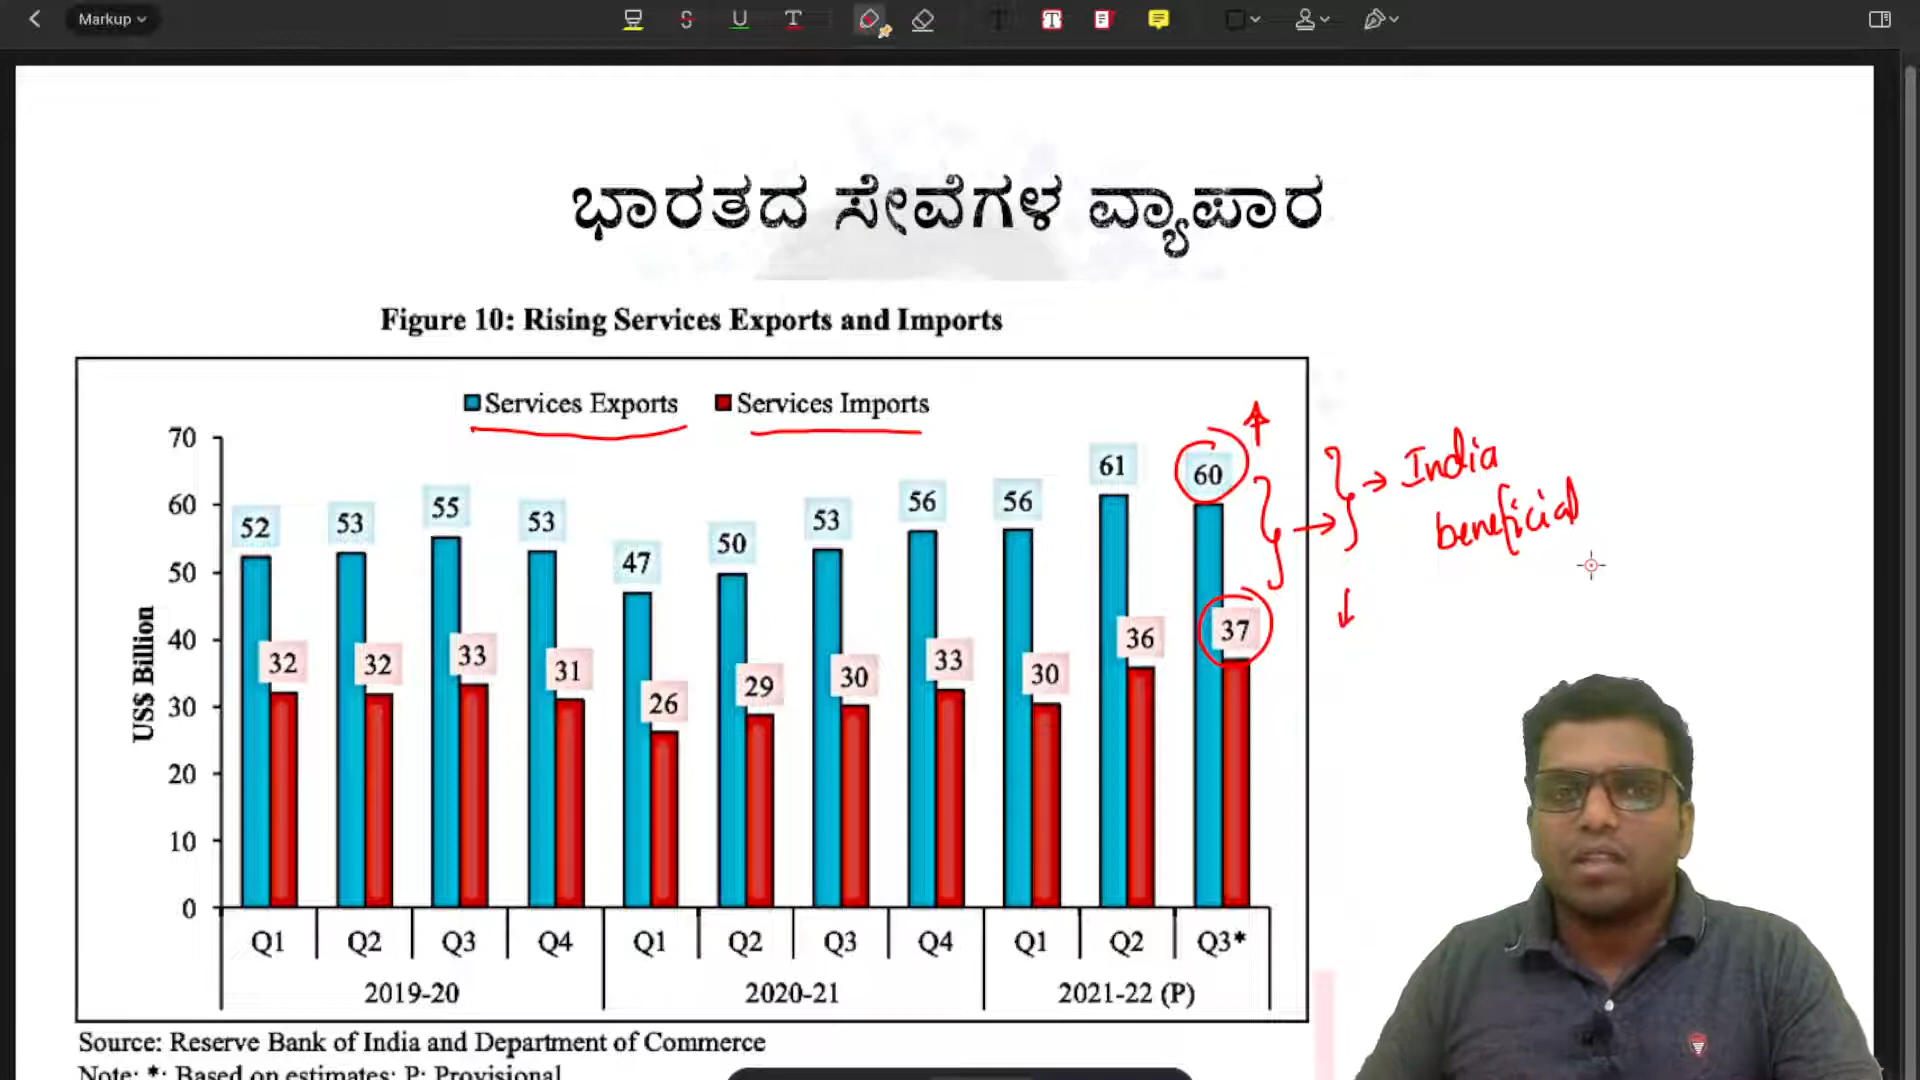 Markup
ಭಾರತದ ಸೇವೆಗಳ ವ್ಯಾಪಾರ
Figure 10: Rising Services Exports and Imports
Services Exports Services Imports
US$ Billion
70
60
50
40
30
20
10
0
52 53 55 53 47 50 53 56 56 61 60
32 32 33 31 26 29 30 33 30 36 37
→ India
beneficial
Q1 Q2 Q3 Q4 Q1 Q2 Q3 Q4 Q1 Q2 Q3*
2019-20 2020-21 2021-22 (P)
Source: Reserve Bank of India and Department of Commerce
Note: *: Based on estimates; P: Provisional